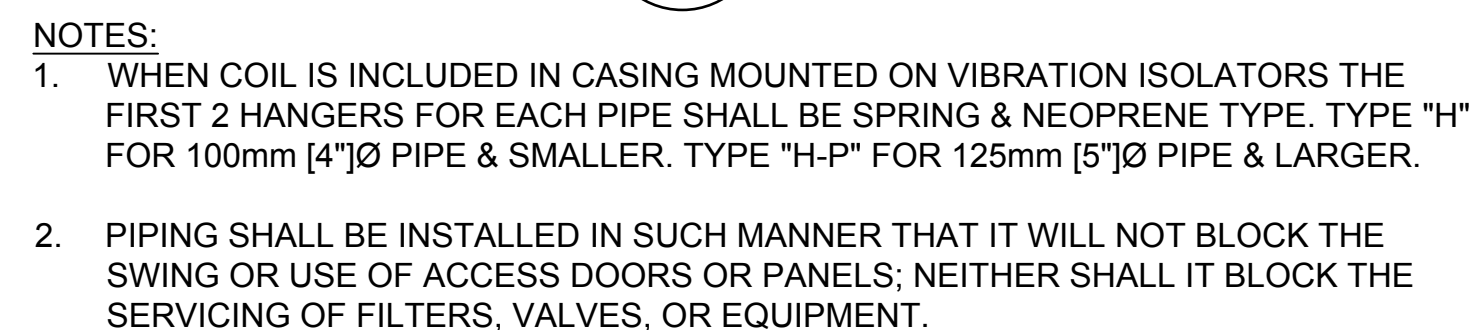 NOTES:
1. WHEN COIL IS INCLUDED IN CASING MOUNTED ON VIBRATION ISOLATORS THE
FIRST 2 HANGERS FOR EACH PIPE SHALL BE SPRING & NEOPRENE TYPE. TYPE "H"
FOR 100mm [4"]Ø PIPE & SMALLER. TYPE "H-P" FOR 125mm [5"]Ø PIPE & LARGER.
2. PIPING SHALL BE INSTALLED IN SUCH MANNER THAT IT WILL NOT BLOCK THE
SWING OR USE OF ACCESS DOORS OR PANELS; NEITHER SHALL IT BLOCK THE
SERVICING OF FILTERS, VALVES, OR EQUIPMENT.